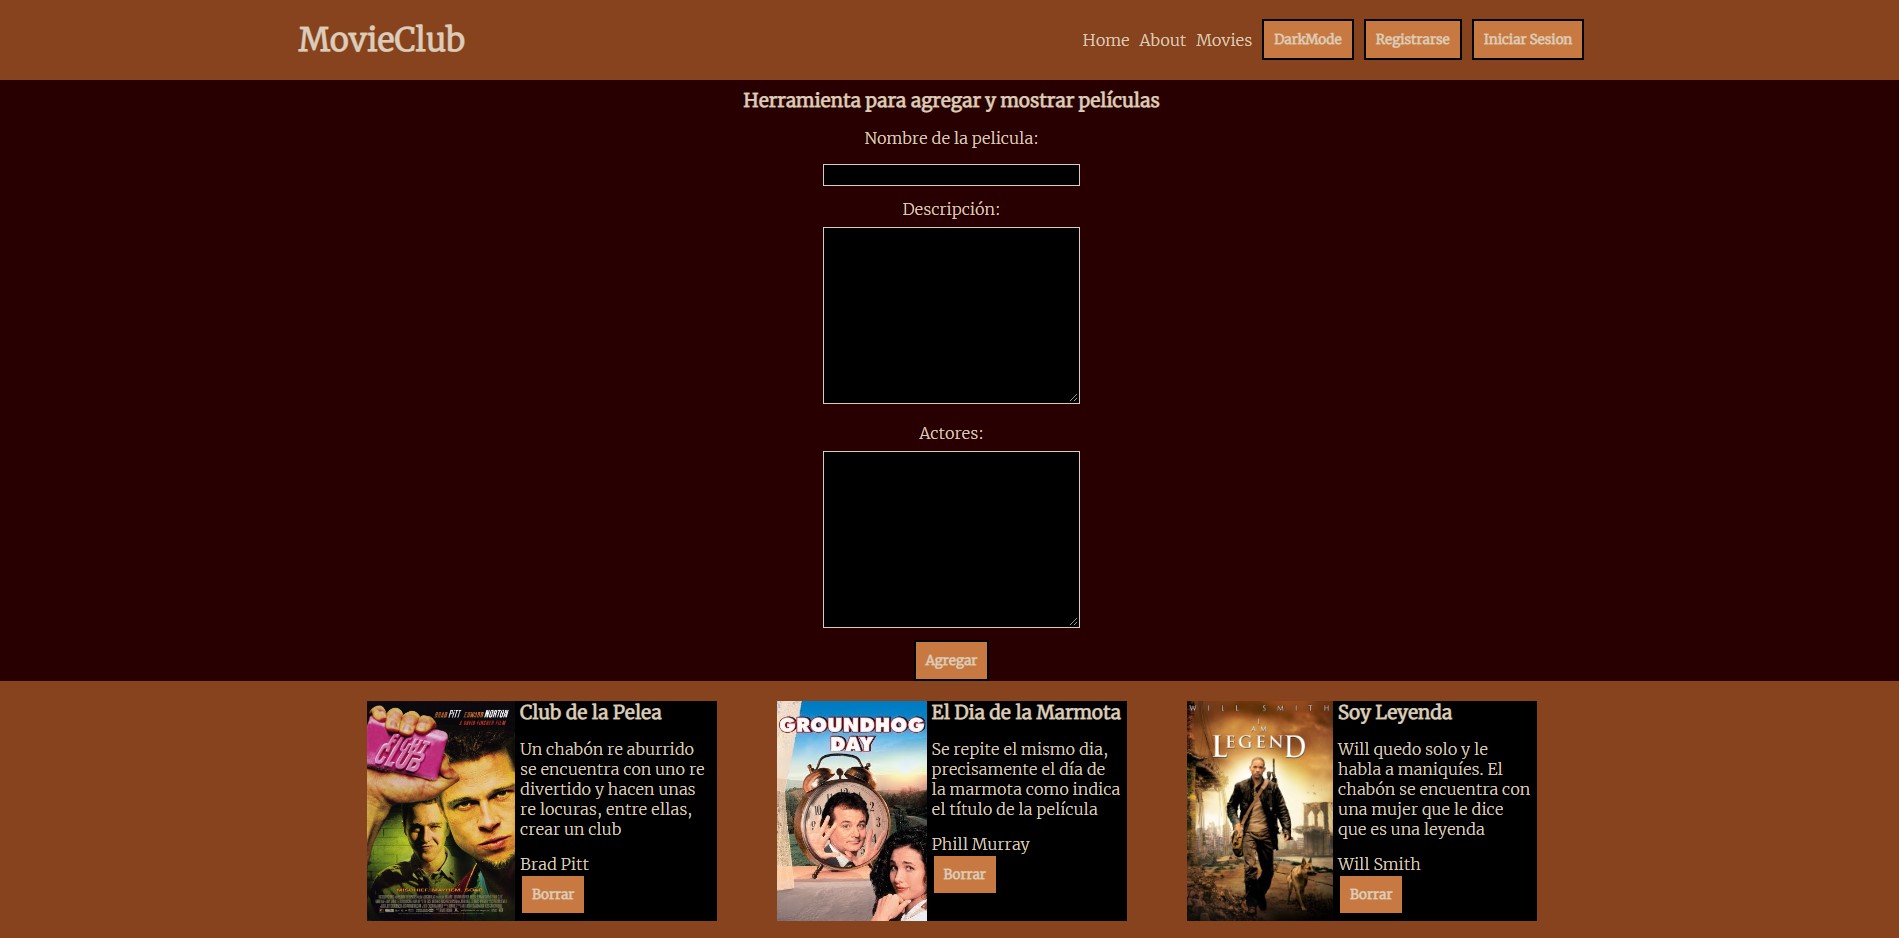 MovieClub
Home About Movies DarkMode Registrarse Iniciar Sesion
Herramienta para agregar y mostrar películas
Nombre de la pelicula:
Descripción:
Actores:
Agregar
BRAD PITT EDWARD NORTON
FIGHT
CLUB
MISCHIEF. MAYHEM. SOAP.
Club de la Pelea
Un chabón re aburrido
se encuentra con uno re
divertido y hacen unas
re locuras, entre ellas,
crear un club
Brad Pitt
Borrar
GROUNDHOG
DAY
El Dia de la Marmota
Se repite el mismo dia,
precisamente el día de
la marmota como indica
el título de la película
Phill Murray
Borrar
WILL SMITH
I AM
LEGEND
Soy Leyenda
Will quedo solo y le
habla a maniquíes. El
chabón se encuentra con
una mujer que le dice
que es una leyenda
Will Smith
Borrar